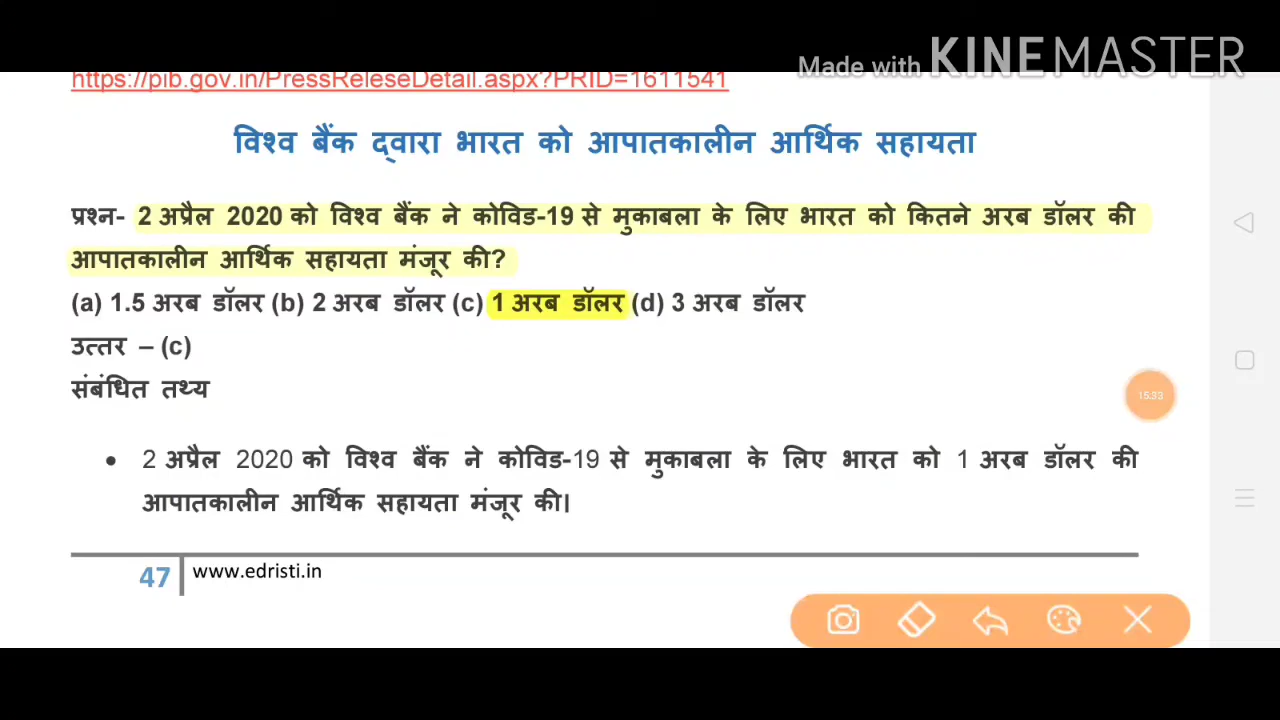 Made with KINEMASTER
https://pib.gov.in/PressReleseDetail.aspx?PRID=1611541
विश्व बैंक द्वारा भारत को आपातकालीन आर्थिक सहायता
प्रश्न- 2 अप्रैल 2020 को विश्व बैंक ने कोविड-19 से मुकाबला के लिए भारत को कितने अरब डॉलर की
आपातकालीन आर्थिक सहायता मंजूर की?
(a) 1.5 अरब डॉलर (b) 2 अरब डॉलर (c) 1 अरब डॉलर (d) 3 अरब डॉलर
उत्तर – (c)
संबंधित तथ्य
15:33
• 2 अप्रैल 2020 को विश्व बैंक ने कोविड-19 से मुकाबला के लिए भारत को 1 अरब डॉलर की
आपातकालीन आर्थिक सहायता मंजूर की।
47 www.edristi.in